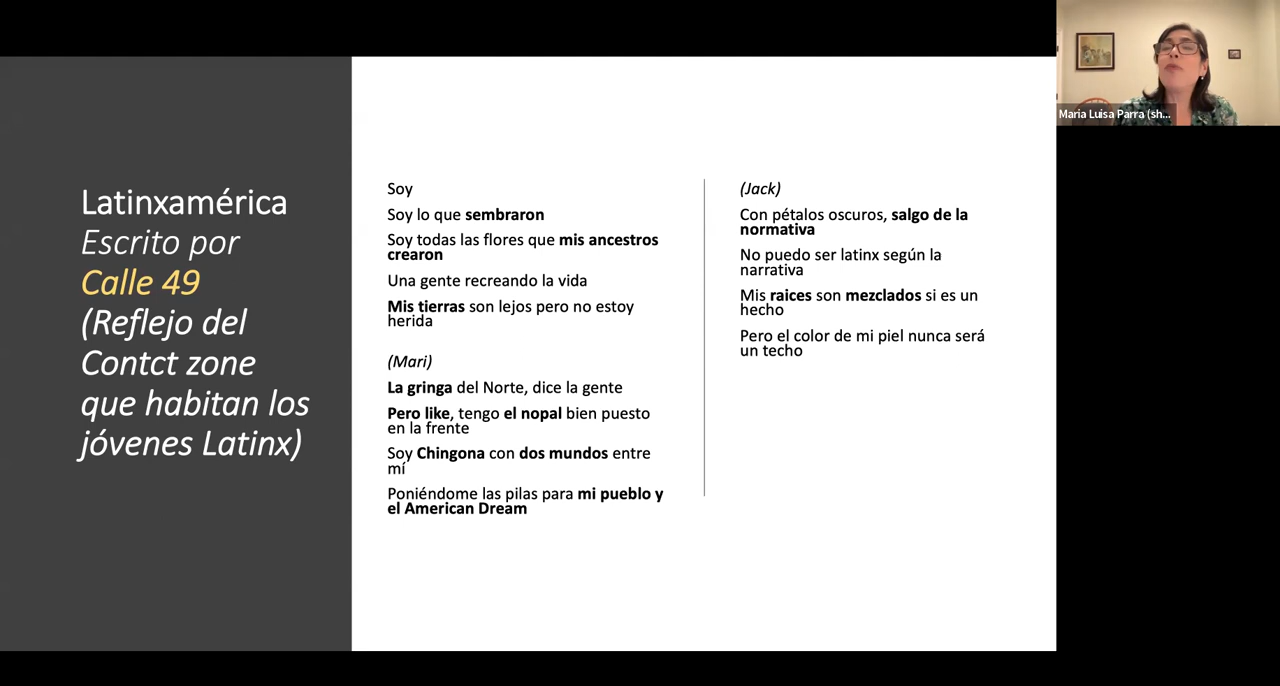 Latinxamérica
Escrito por
Calle 49
(Reflejo del
Contct zone
que habitan los
jóvenes Latinx)
Soy
Soy lo que sembraron
Soy todas las flores que mis ancestros
crearon
Una gente recreando la vida
Mis tierras son lejos pero no estoy
herida
(Mari)
La gringa del Norte, dice la gente
Pero like, tengo el nopal bien puesto
en la frente
Soy Chingona con dos mundos entre
mí
Poniéndome las pilas para mi pueblo y
el American Dream
(Jack)
Con pétalos oscuros, salgo de la
normativa
No puedo ser latinx según la
narrativa
Mis raices son mezclados si es un
hecho
Pero el color de mi piel nunca será
un techo
Maria Luisa Parra (sh...